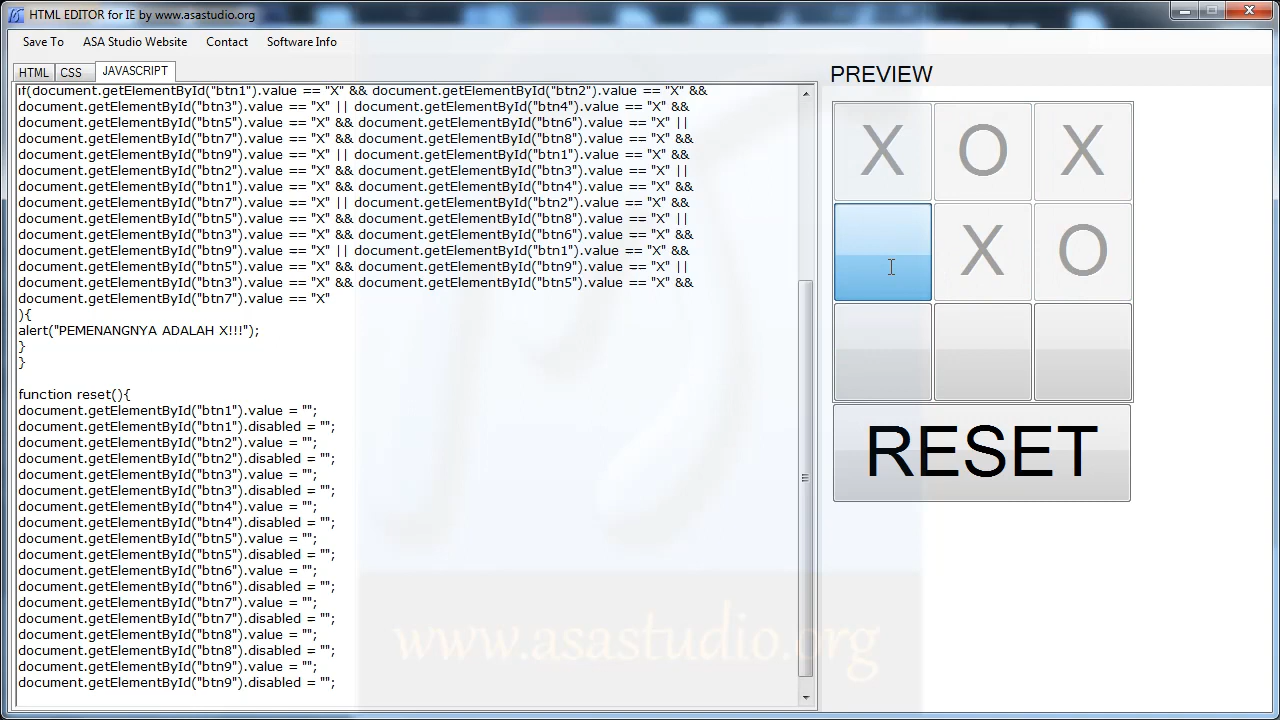 HTML EDITOR for IE by www.asastudio.org
Save To ASA Studio Website Contact Software Info
HTML CSS JAVASCRIPT
if(document.getElementById("btn1").value == "X" && document.getElementById("btn2").value == "X" &&
document.getElementById("btn3").value == "X" || document.getElementById("btn4").value == "X" &&
document.getElementById("btn5").value == "X" && document.getElementById("btn6").value == "X" ||
document.getElementById("btn7").value == "X" && document.getElementById("btn8").value == "X" &&
document.getElementById("btn9").value == "X" || document.getElementById("btn1").value == "X" &&
document.getElementById("btn2").value == "X" && document.getElementById("btn3").value == "X" ||
document.getElementById("btn1").value == "X" && document.getElementById("btn4").value == "X" &&
document.getElementById("btn7").value == "X" || document.getElementById("btn2").value == "X" &&
document.getElementById("btn5").value == "X" && document.getElementById("btn8").value == "X" ||
document.getElementById("btn3").value == "X" && document.getElementById("btn6").value == "X" &&
document.getElementById("btn9").value == "X" || document.getElementById("btn1").value == "X" &&
document.getElementById("btn5").value == "X" && document.getElementById("btn9").value == "X" ||
document.getElementById("btn3").value == "X" && document.getElementById("btn5").value == "X" &&
document.getElementById("btn7").value == "X"
){
alert("PEMENANGNYA ADALAH X!!!");
}
}
function reset(){
document.getElementById("btn1").value = "";
document.getElementById("btn1").disabled = "";
document.getElementById("btn2").value = "";
document.getElementById("btn2").disabled = "";
document.getElementById("btn3").value = "";
document.getElementById("btn3").disabled = "";
document.getElementById("btn4").value = "";
document.getElementById("btn4").disabled = "";
document.getElementById("btn5").value = "";
document.getElementById("btn5").disabled = "";
document.getElementById("btn6").value = "";
document.getElementById("btn6").disabled = "";
document.getElementById("btn7").value = "";
document.getElementById("btn7").disabled = "";
document.getElementById("btn8").value = "";
document.getElementById("btn8").disabled = "";
document.getElementById("btn9").value = "";
document.getElementById("btn9").disabled = "";
PREVIEW
X O X
X O
RESET
www.asastudio.org